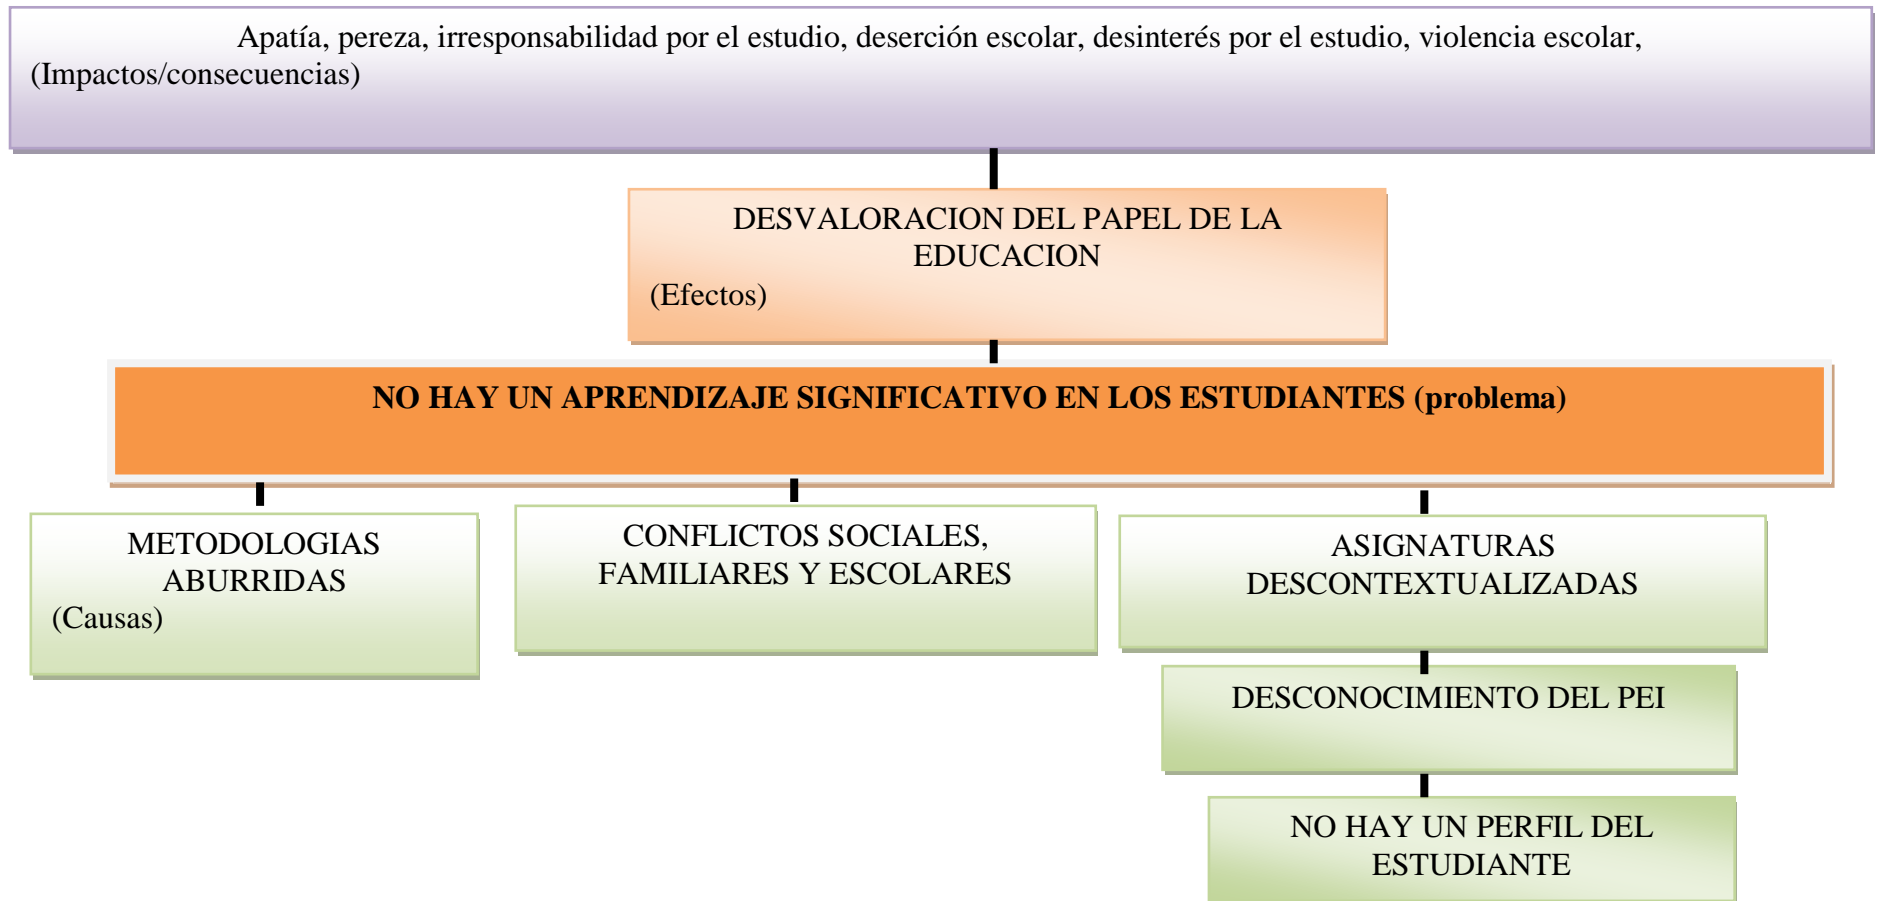 Apatía, pereza, irresponsabilidad por el estudio, deserción escolar, desinterés por el estudio, violencia escolar,
(Impactos/consecuencias)
DESVALORACION DEL PAPEL DE LA
EDUCACION
(Efectos)
NO HAY UN APRENDIZAJE SIGNIFICATIVO EN LOS ESTUDIANTES (problema)
METODOLOGIAS
ABURRIDAS
(Causas)
CONFLICTOS SOCIALES,
FAMILIARES Y ESCOLARES
ASIGNATURAS
DESCONTEXTUALIZADAS
DESCONOCIMIENTO DEL PEI
NO HAY UN PERFIL DEL
ESTUDIANTE